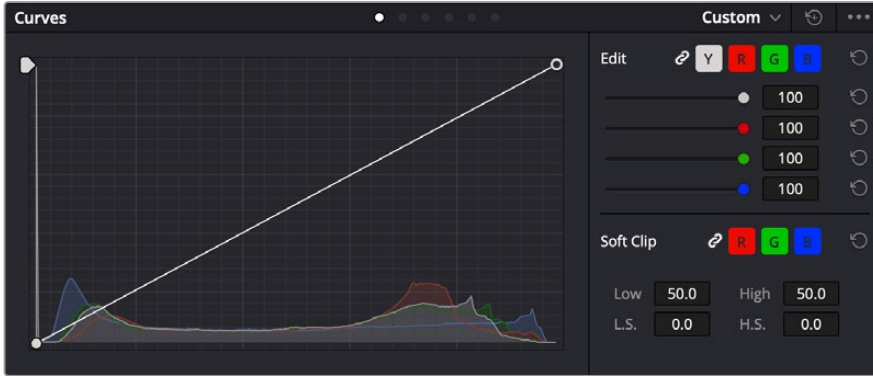 Curves Custom
Edit Y R G B
100
100
100
100
Soft Clip R G B
Low 50.0 High 50.0
L.S. 0.0 H.S. 0.0